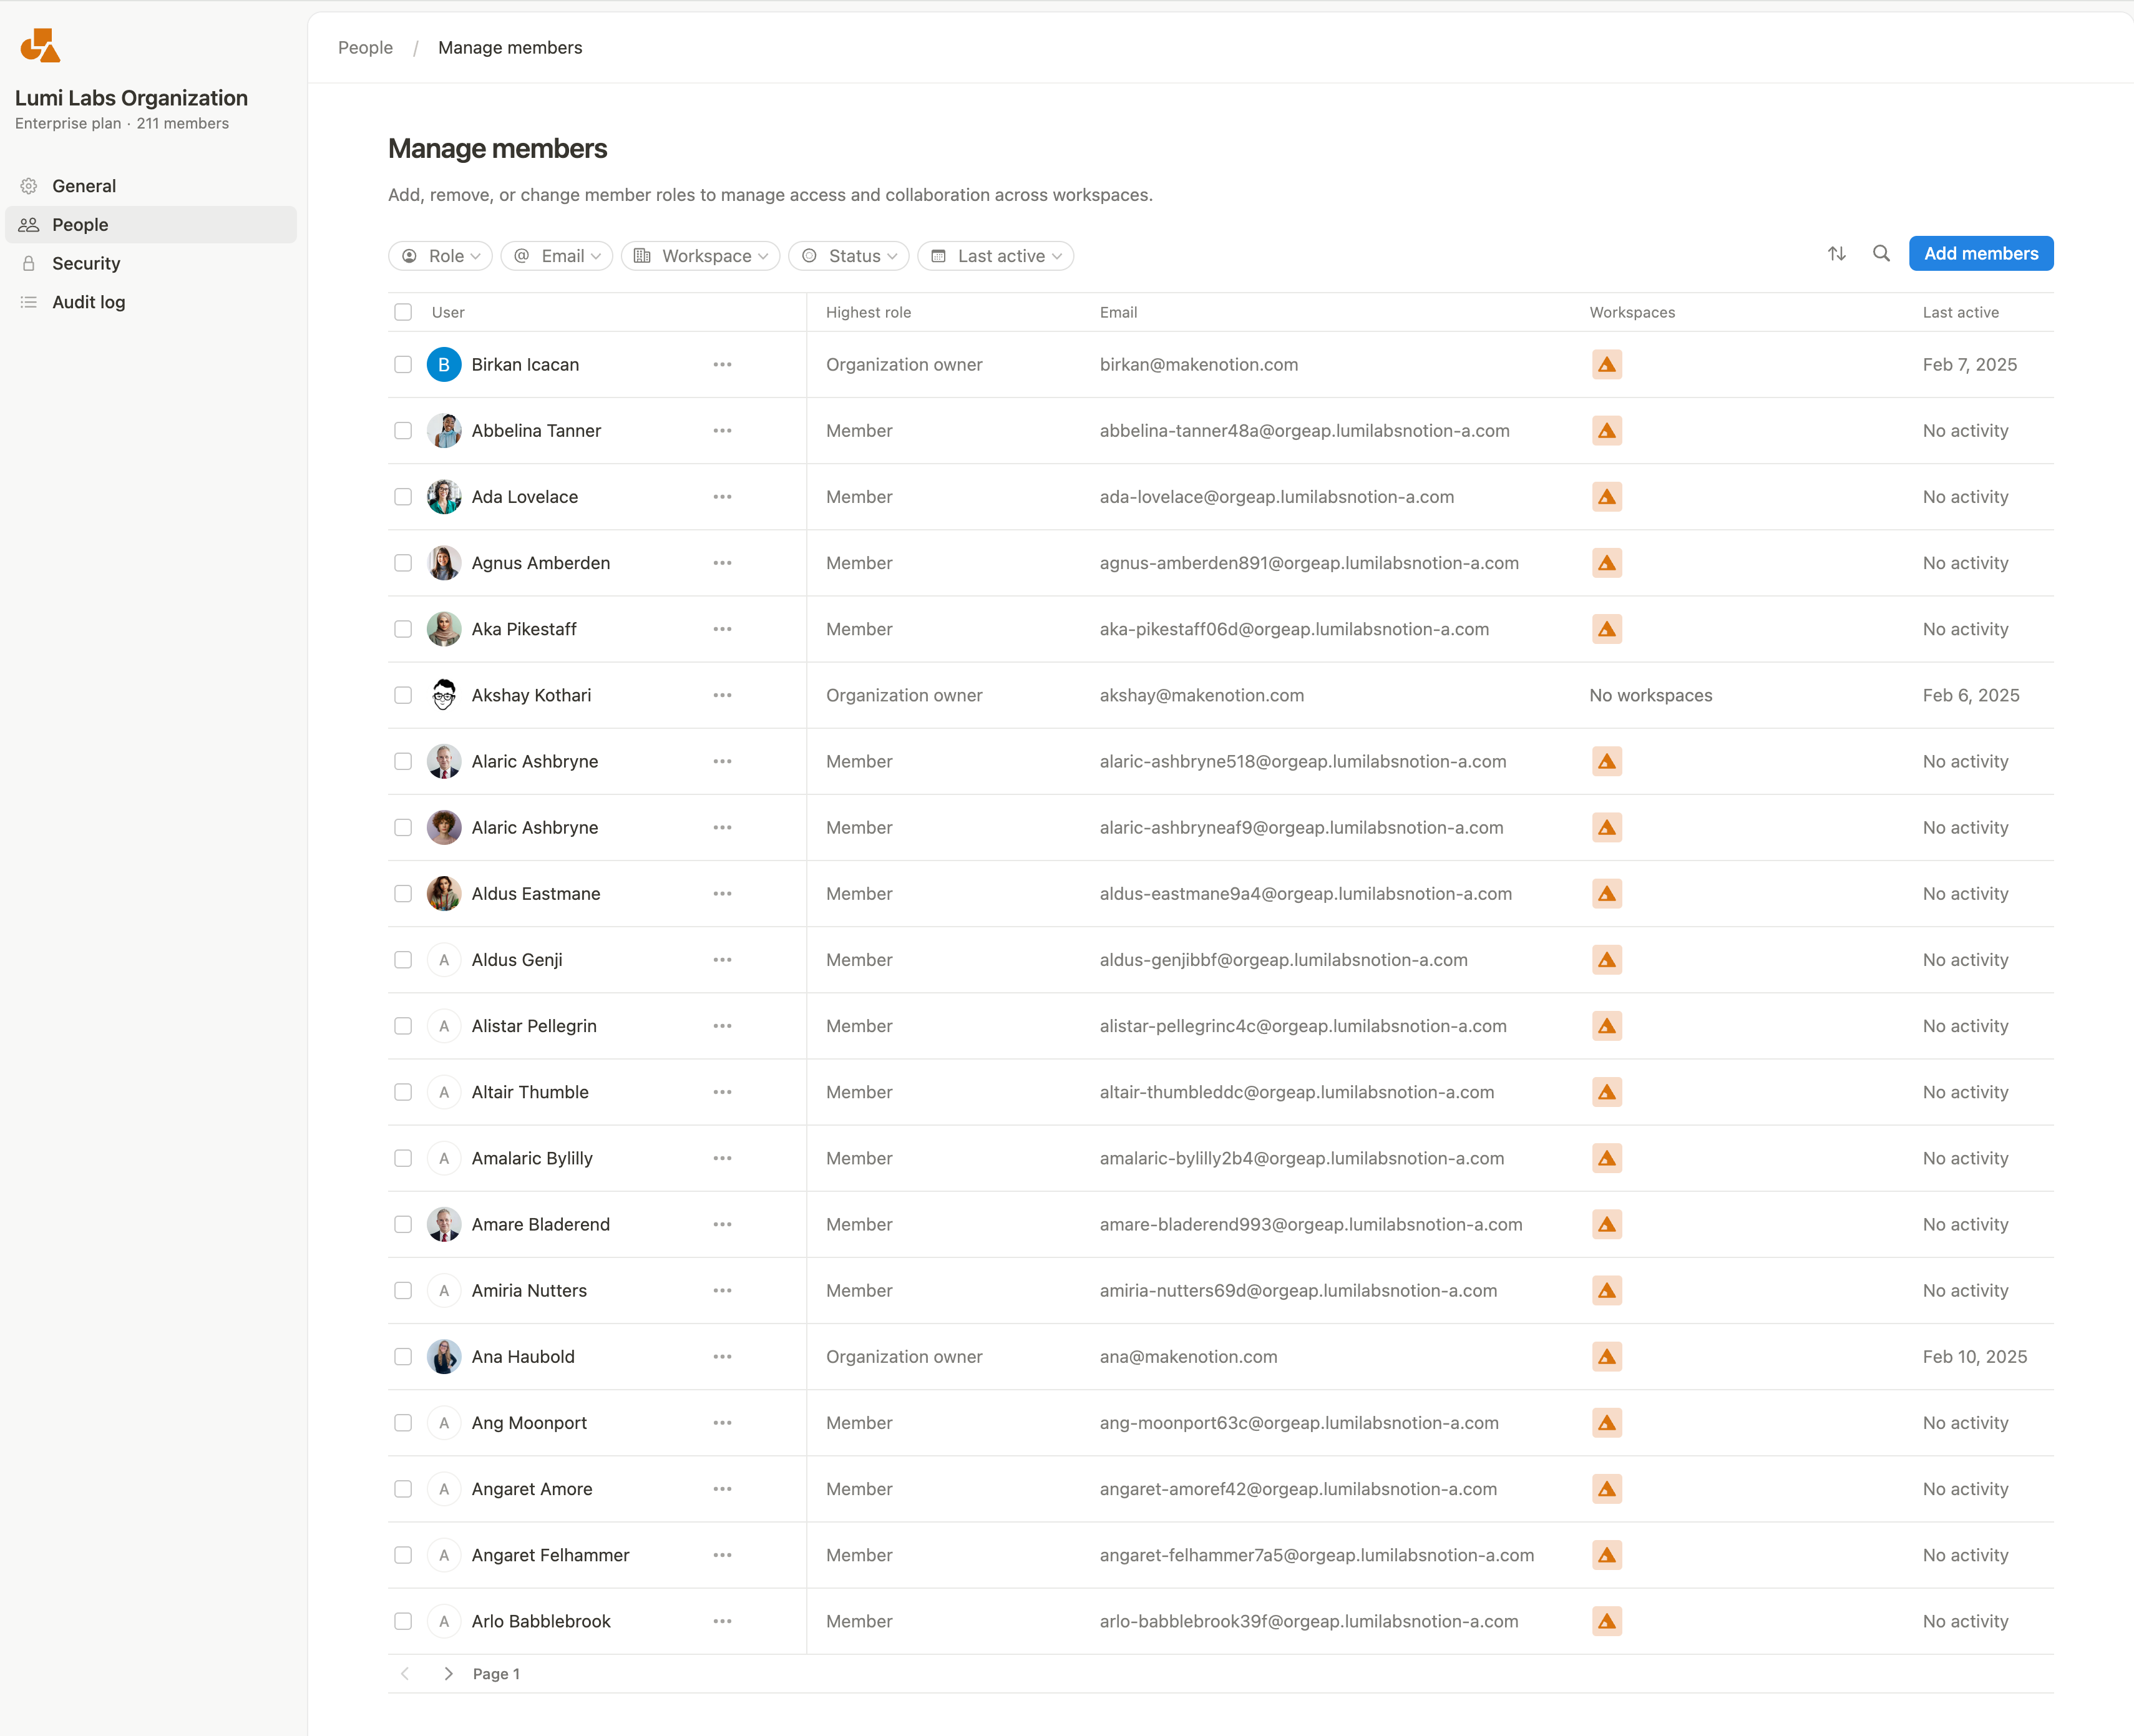 People / Manage members
Lumi Labs Organization
Enterprise plan · 211 members
General
People
Security
Audit log
Manage members
Add, remove, or change member roles to manage access and collaboration across workspaces.
Role @ Email Workspace Status Last active Add members
User Highest role Email Workspaces Last active
B Birkan Icacan ••• Organization owner birkan@makenotion.com Feb 7, 2025
Abbelina Tanner ••• Member abbelina-tanner48a@orgeap.lumilabsnotion-a.com No activity
Ada Lovelace ••• Member ada-lovelace@orgeap.lumilabsnotion-a.com No activity
Agnus Amberden ••• Member agnus-amberden891@orgeap.lumilabsnotion-a.com No activity
Aka Pikestaff ••• Member aka-pikestaff06d@orgeap.lumilabsnotion-a.com No activity
Akshay Kothari ••• Organization owner akshay@makenotion.com No workspaces Feb 6, 2025
Alaric Ashbryne ••• Member alaric-ashbryne518@orgeap.lumilabsnotion-a.com No activity
Alaric Ashbryne ••• Member alaric-ashbryneaf9@orgeap.lumilabsnotion-a.com No activity
Aldus Eastmane ••• Member aldus-eastmane9a4@orgeap.lumilabsnotion-a.com No activity
A Aldus Genji ••• Member aldus-genjibbf@orgeap.lumilabsnotion-a.com No activity
A Alistar Pellegrin ••• Member alistar-pellegrinc4c@orgeap.lumilabsnotion-a.com No activity
A Altair Thumble ••• Member altair-thumbleddc@orgeap.lumilabsnotion-a.com No activity
A Amalaric Bylilly ••• Member amalaric-bylilly2b4@orgeap.lumilabsnotion-a.com No activity
Amare Bladerend ••• Member amare-bladerend993@orgeap.lumilabsnotion-a.com No activity
A Amiria Nutters ••• Member amiria-nutters69d@orgeap.lumilabsnotion-a.com No activity
Ana Haubold ••• Organization owner ana@makenotion.com Feb 10, 2025
A Ang Moonport ••• Member ang-moonport63c@orgeap.lumilabsnotion-a.com No activity
A Angaret Amore ••• Member angaret-amoref42@orgeap.lumilabsnotion-a.com No activity
A Angaret Felhammer ••• Member angaret-felhammer7a5@orgeap.lumilabsnotion-a.com No activity
A Arlo Babblebrook ••• Member arlo-babblebrook39f@orgeap.lumilabsnotion-a.com No activity
Page 1